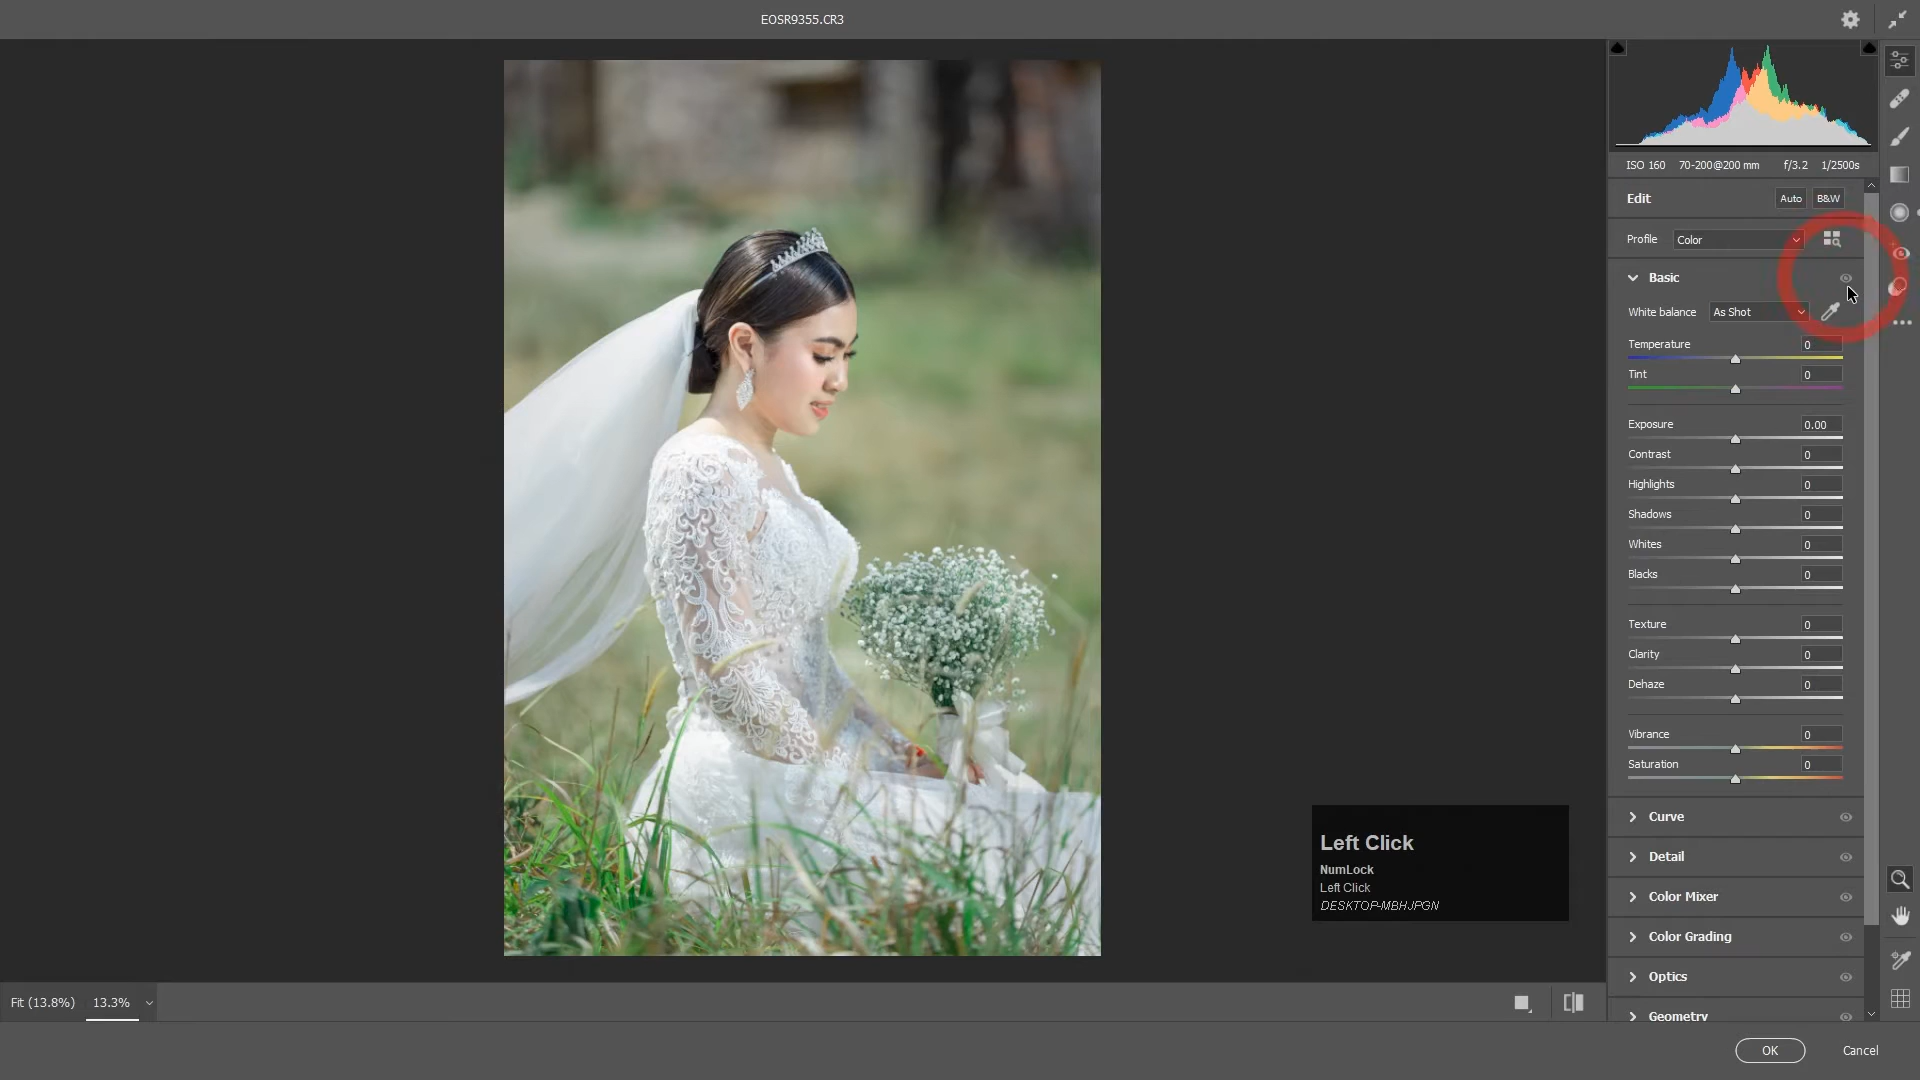 EOSR9355.CR3
ISO 160 70-200@200 mm f/3.2 1/2500s
Edit Auto B&W
Profile Color
Basic
White balance As Shot
Temperature 0
Tint 0
Exposure 0.00
Contrast 0
Highlights 0
Shadows 0
Whites 0
Blacks 0
Texture 0
Clarity 0
Dehaze 0
Vibrance 0
Saturation 0
Curve
Detail
Color Mixer
Color Grading
Optics
Geometry
Left Click
NumLock
Left Click
DESKTOP-MBHJPGN
Fit (13.8%) 13.3%
OK Cancel